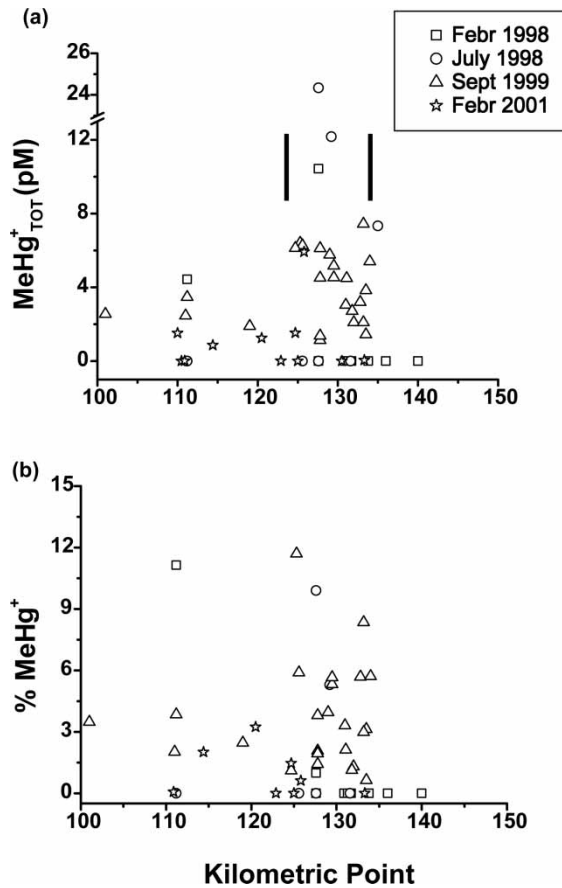 (a)
Febr 1998
July 1998
Sept 1999
Febr 2001
MeHg⁺TOT (pM)
26
24
12
8
4
0
100 110 120 130 140 150
(b)
% MeHg⁺
15
12
9
6
3
0
100 110 120 130 140 150
Kilometric Point